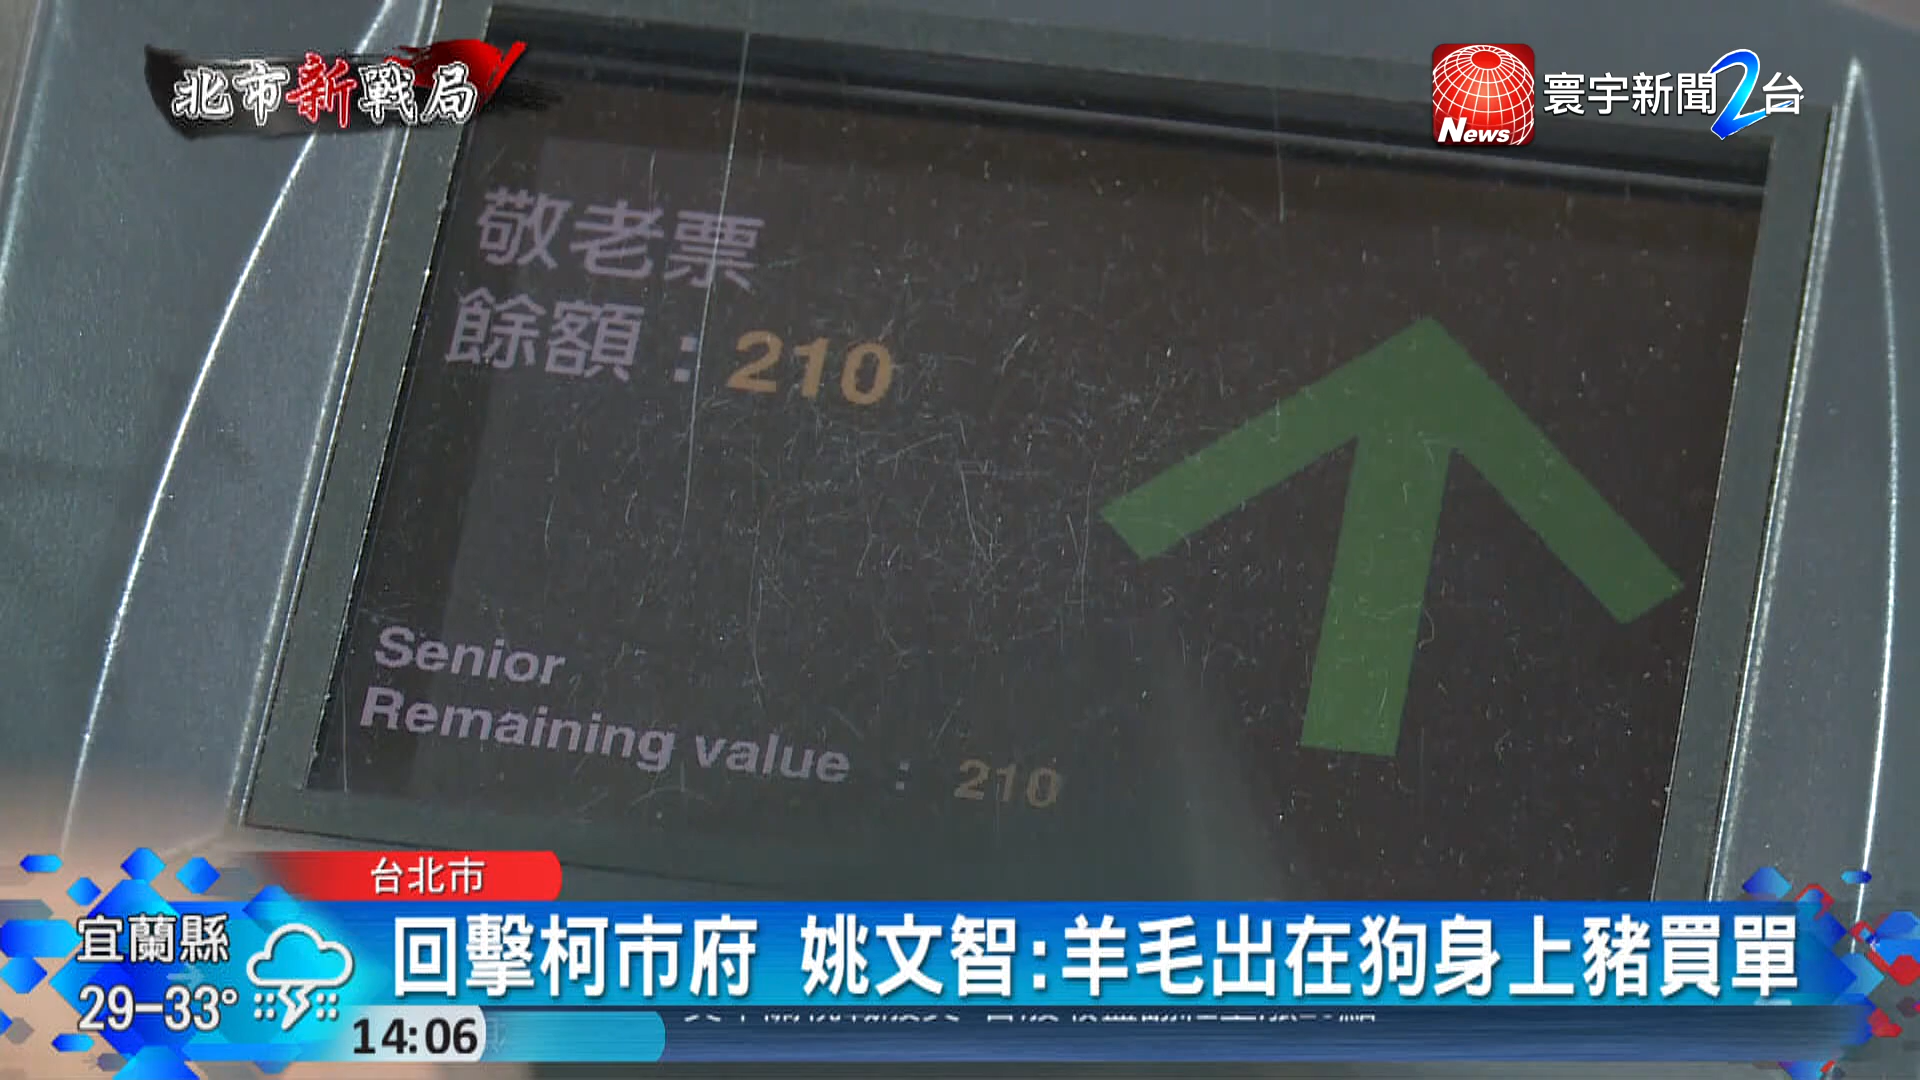 北市新戰局
News
寰宇新聞2台
敬老票
餘額：210
Senior
Remaining value : 210
台北市
回擊柯市府 姚文智:羊毛出在狗身上豬買單
宜蘭縣
29-33°
14:06